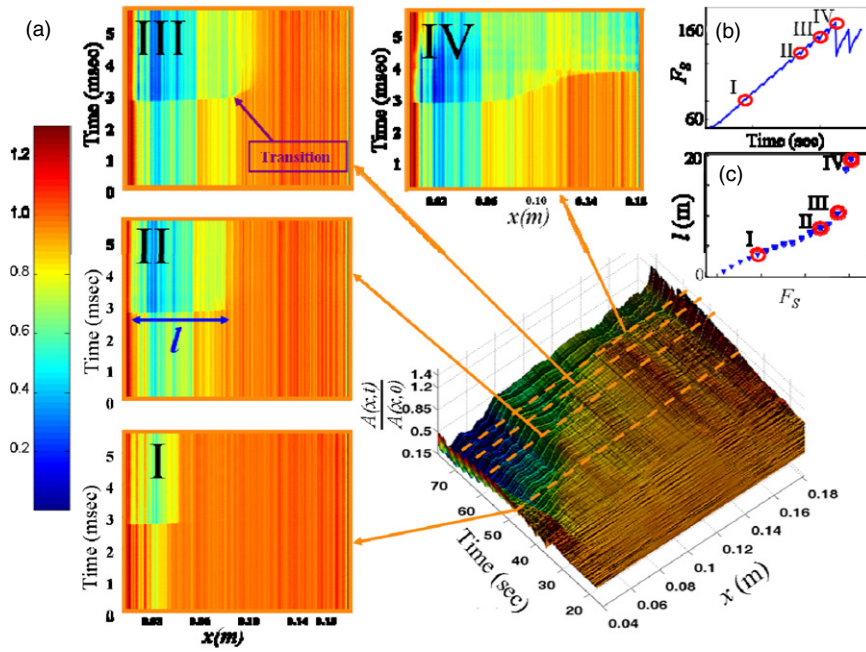 (a)
III
Time (msec)
5
4
3
2
1
0
Transition
IV
Time (msec)
5
4
3
2
1
0.02
0.06
0.10
0.14
0.18
x(m)
(b)
F_S
160
60
I
II
III
IV
Time (sec)
(c)
l (m)
20
0
I
II
III
IV
F_S
1.2
1.0
0.8
0.6
0.4
0.2
II
Time (msec)
5
4
3
2
1
0
l
I
Time (msec)
5
4
3
2
1
0
0.02
0.06
0.10
0.14
0.18
x(m)
A(x,t)
A(x,0)
1.4
1.2
0.85
0.5
0.15
70
60
50
40
30
20
Time (sec)
0.04
0.06
0.08
0.1
0.12
0.14
0.16
0.18
x (m)